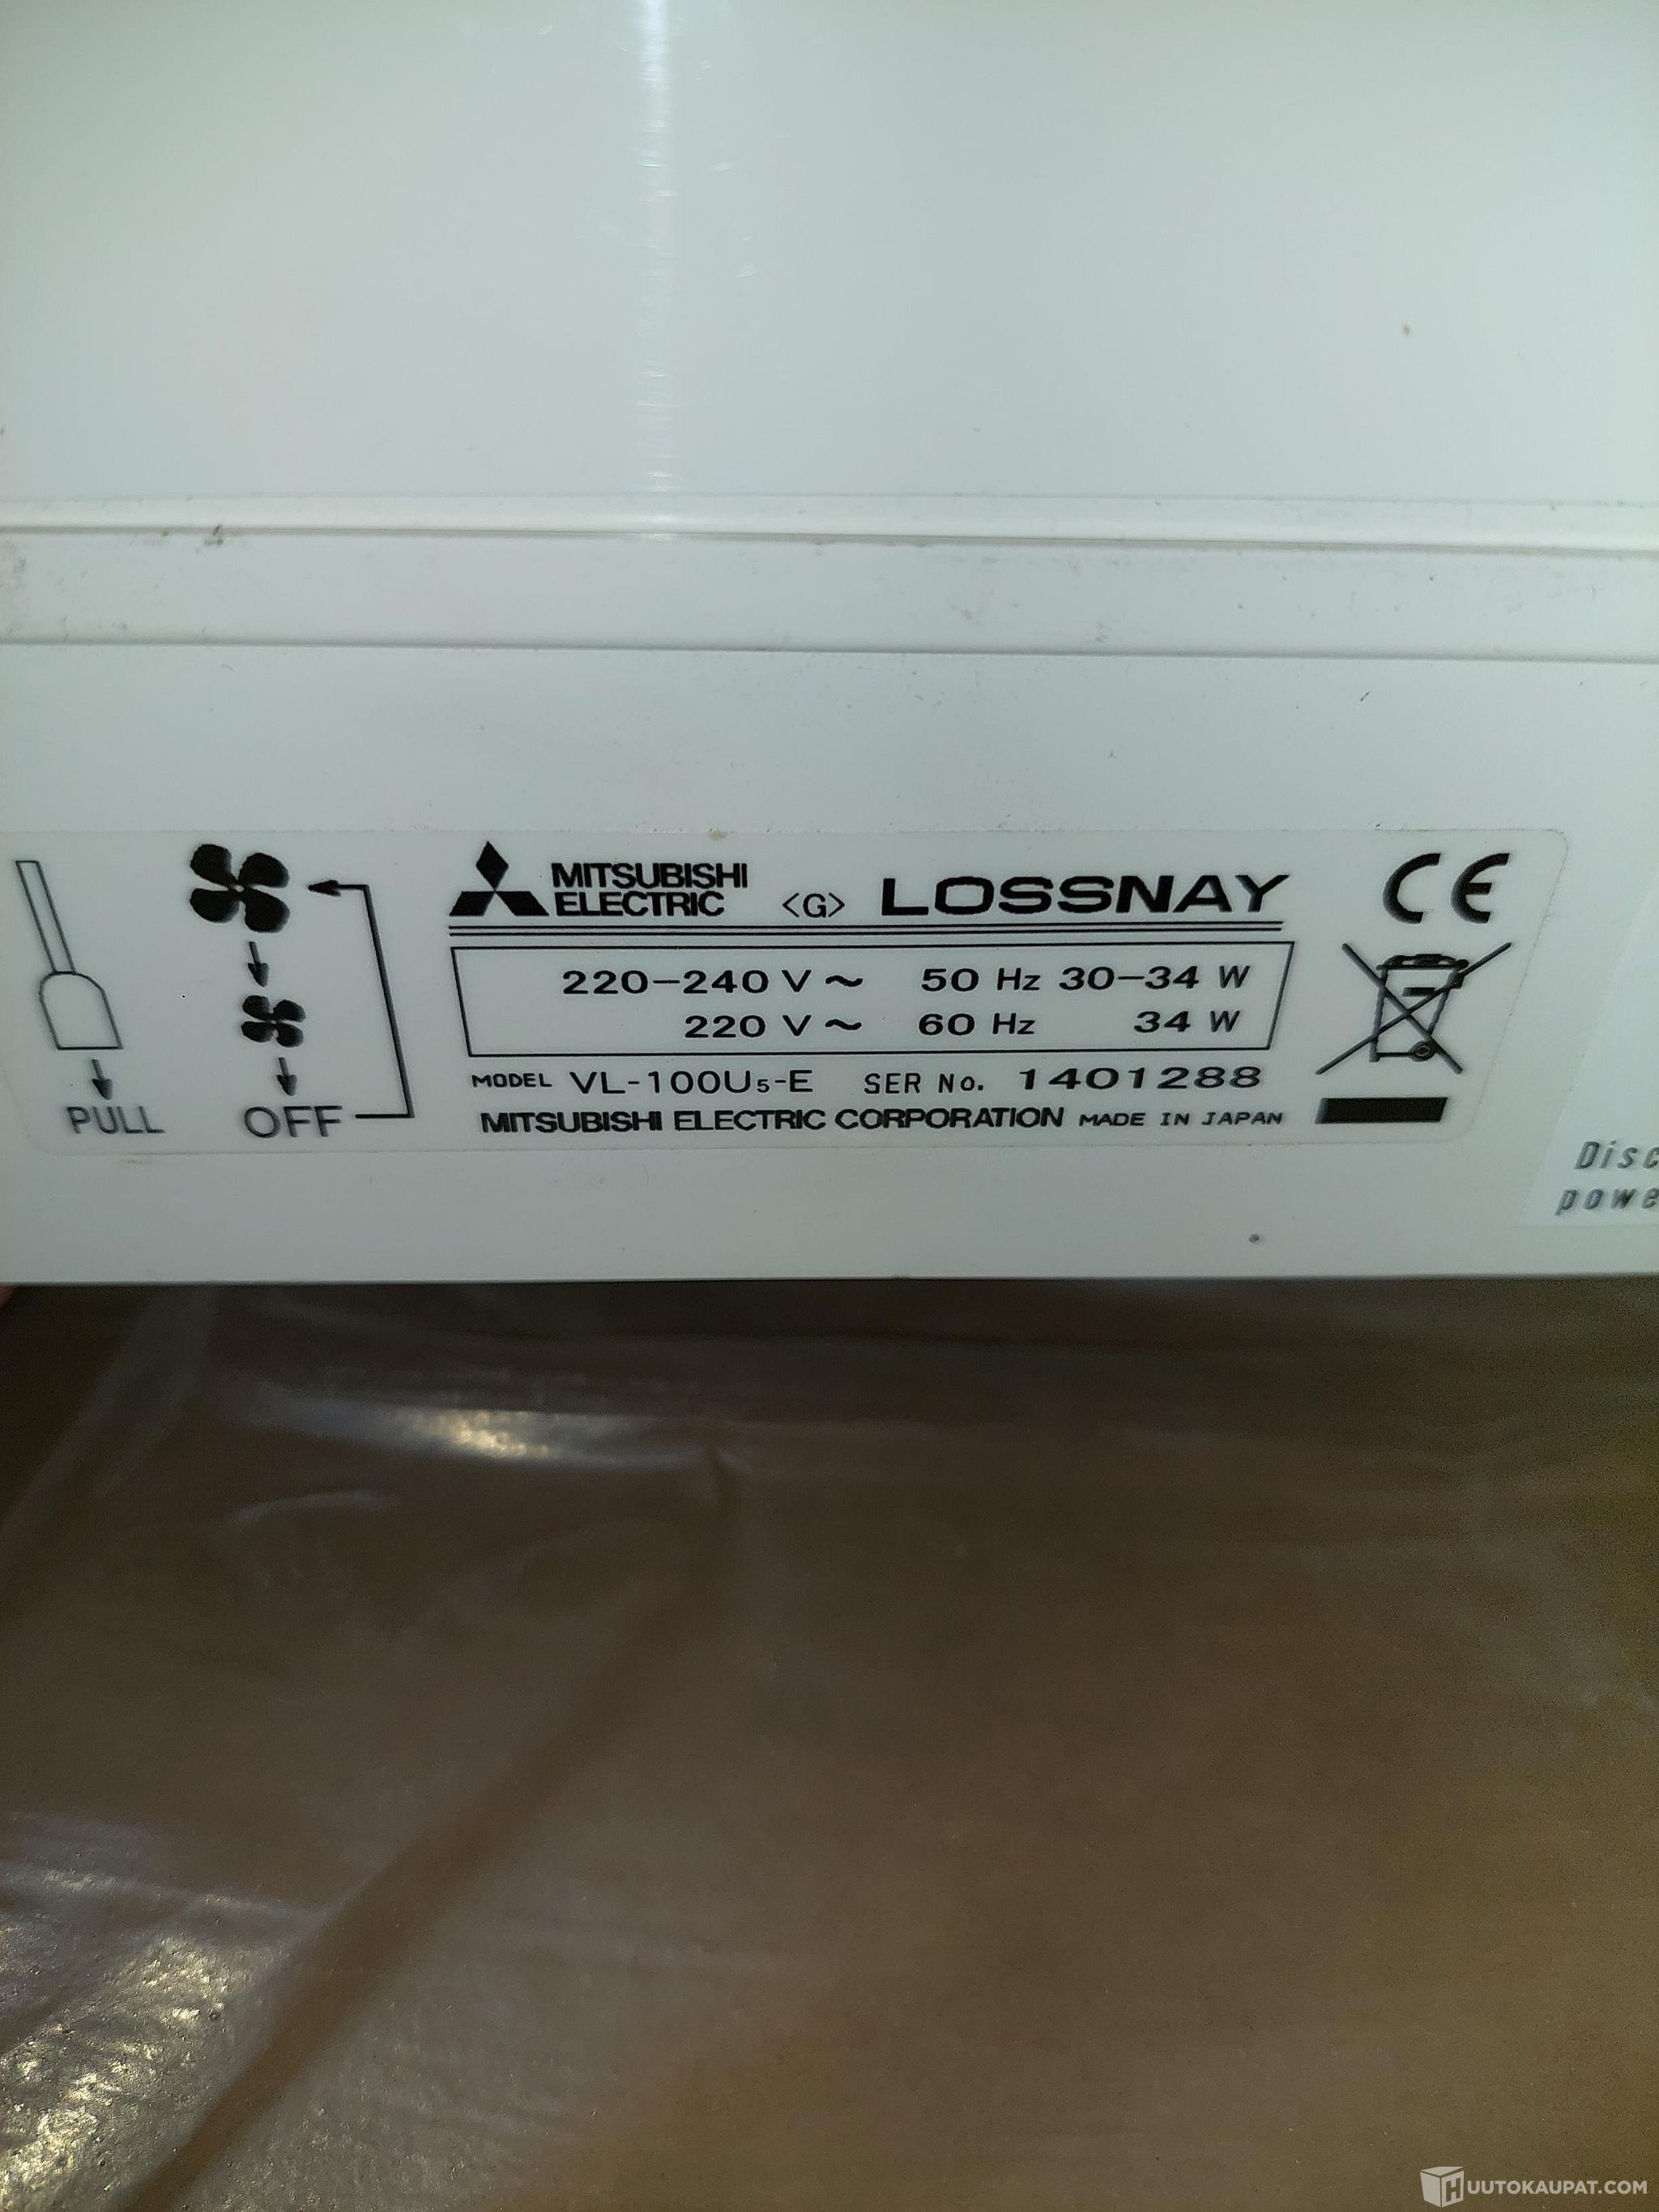 MITSUBISHI
ELECTRIC
<G> LOSSNAY
CE
220-240 V ~ 50 Hz 30-34 W
220 V ~ 60 Hz 34 W
MODEL VL-100U5-E SER No. 1401288
MITSUBISHI ELECTRIC CORPORATION MADE IN JAPAN
PULL
OFF
Disc
powe
HUUTOKAUPAT.COM